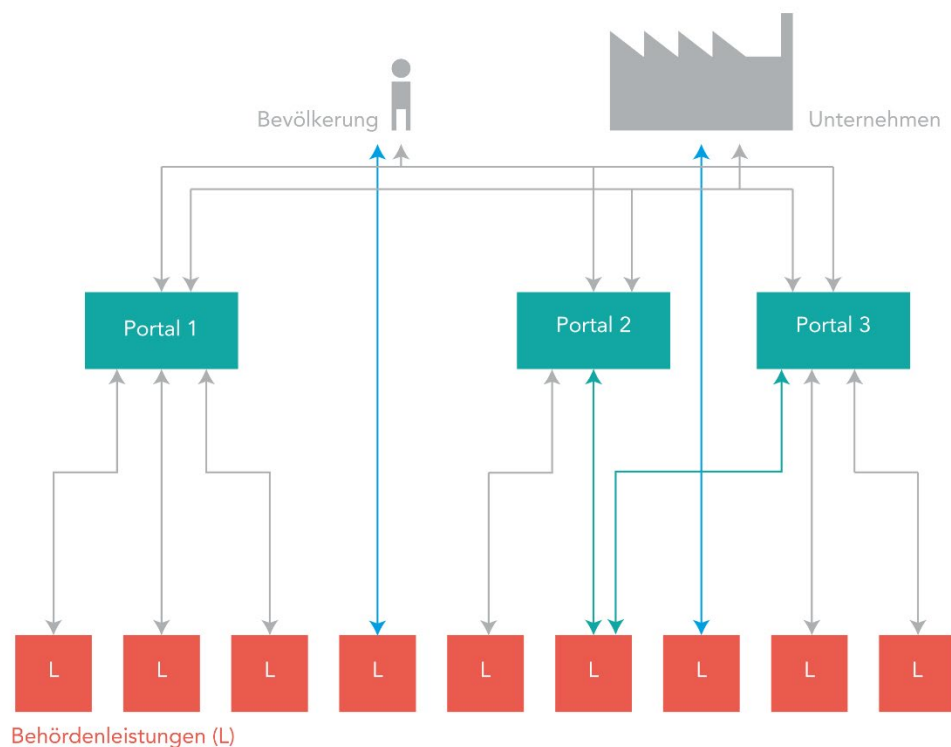 Bevölkerung
Unternehmen
Portal 1
Portal 2
Portal 3
L
L
L
L
L
L
L
L
L
Behördenleistungen (L)